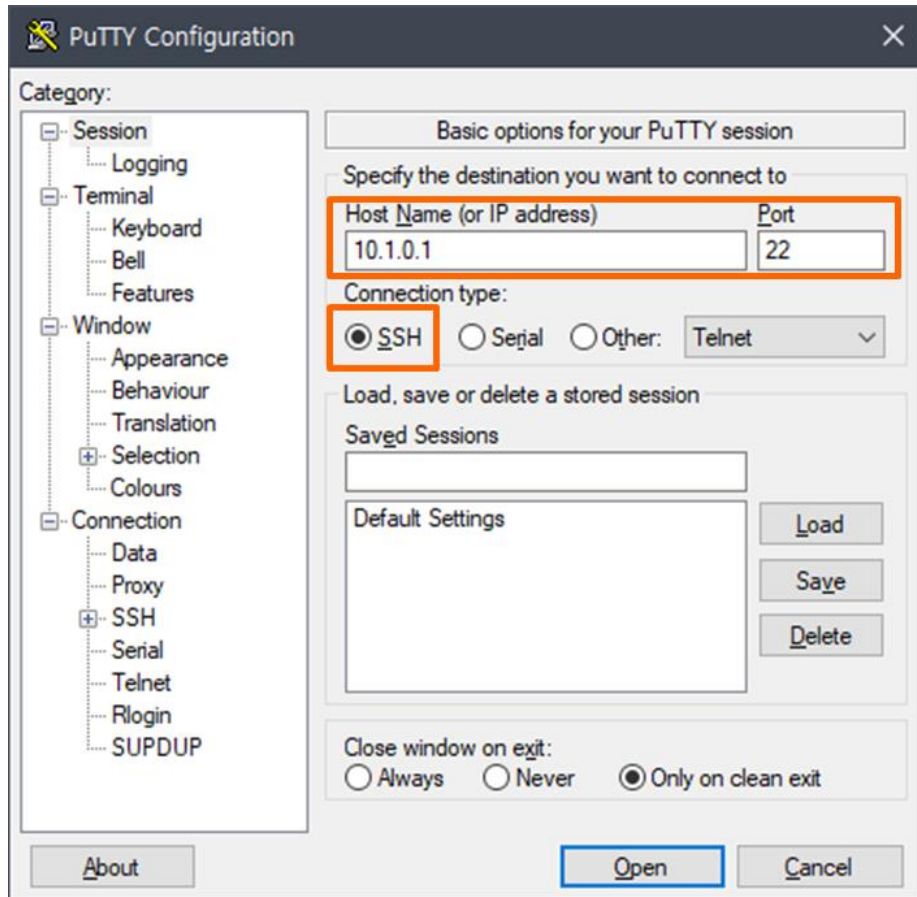 PuTTY Configuration
Category:
Session
Logging
Terminal
Keyboard
Bell
Features
Window
Appearance
Behaviour
Translation
Selection
Colours
Connection
Data
Proxy
SSH
Serial
Telnet
Rlogin
SUPDUP
Basic options for your PuTTY session
Specify the destination you want to connect to
Host Name (or IP address) Port
10.1.0.1 22
Connection type:
SSH Serial Other: Telnet
Load, save or delete a stored session
Saved Sessions
Default Settings
Load
Save
Delete
Close window on exit:
Always Never Only on clean exit
About Open Cancel